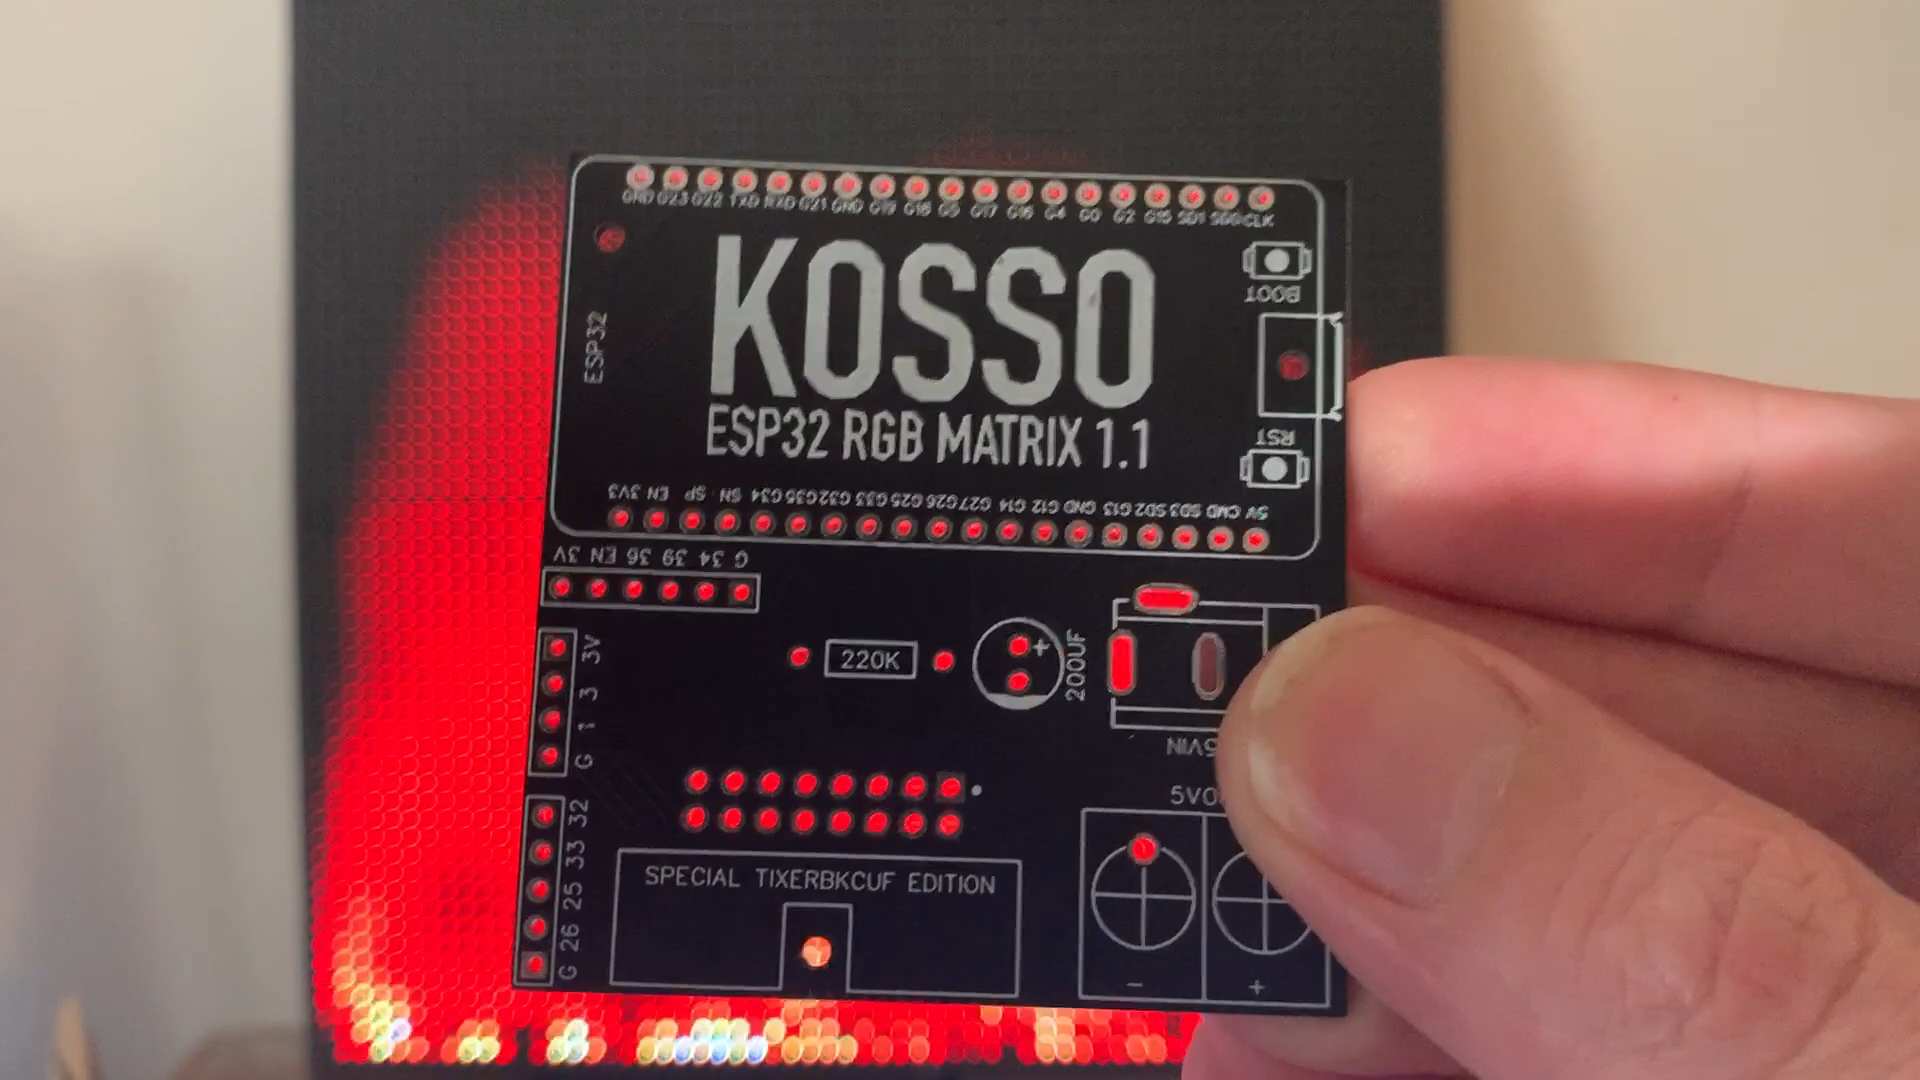 GND G23 G22 TXD RXD G21 GND G19 G18 G5 G17 G16 G4 G0 G2 G15 SD1 SD0 CLK
ESP32
KOSSO
ESP32 RGB MATRIX 1.1
BOOT
RST
3V3 EN SP SN G34 G35 G32 G33 G25 G26 G27 G14 G12 GND G13 SD2 SD3 CMD 5V
3V EN 36 39 34 G
3V
3
1
G
220K
200UF
5VIN
5VO
32
33
25
26
G
SPECIAL TIXERBKCUF EDITION
- +